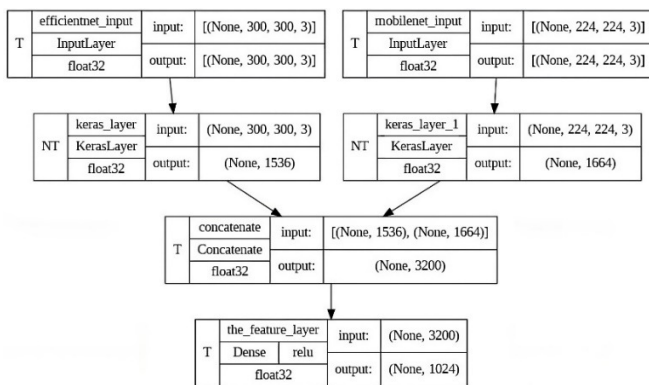 T efficientnet_input InputLayer float32 input: [(None, 300, 300, 3)] output: [(None, 300, 300, 3)]
T mobilenet_input InputLayer float32 input: [(None, 224, 224, 3)] output: [(None, 224, 224, 3)]
NT keras_layer KerasLayer float32 input: (None, 300, 300, 3) output: (None, 1536)
NT keras_layer_1 KerasLayer float32 input: (None, 224, 224, 3) output: (None, 1664)
T concatenate Concatenate float32 input: [(None, 1536), (None, 1664)] output: (None, 3200)
T the_feature_layer Dense relu float32 input: (None, 3200) output: (None, 1024)